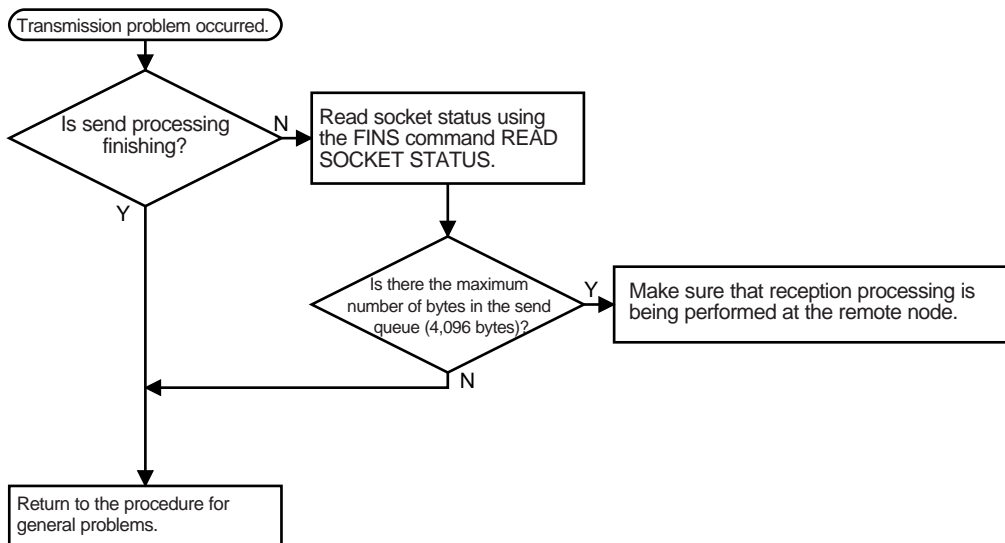 Transmission problem occurred.
Is send processing
finishing?
N
Read socket status using
the FINS command READ
SOCKET STATUS.
Y
Is there the maximum
number of bytes in the send
queue (4,096 bytes)?
Y
Make sure that reception processing is
being performed at the remote node.
N
Return to the procedure for
general problems.